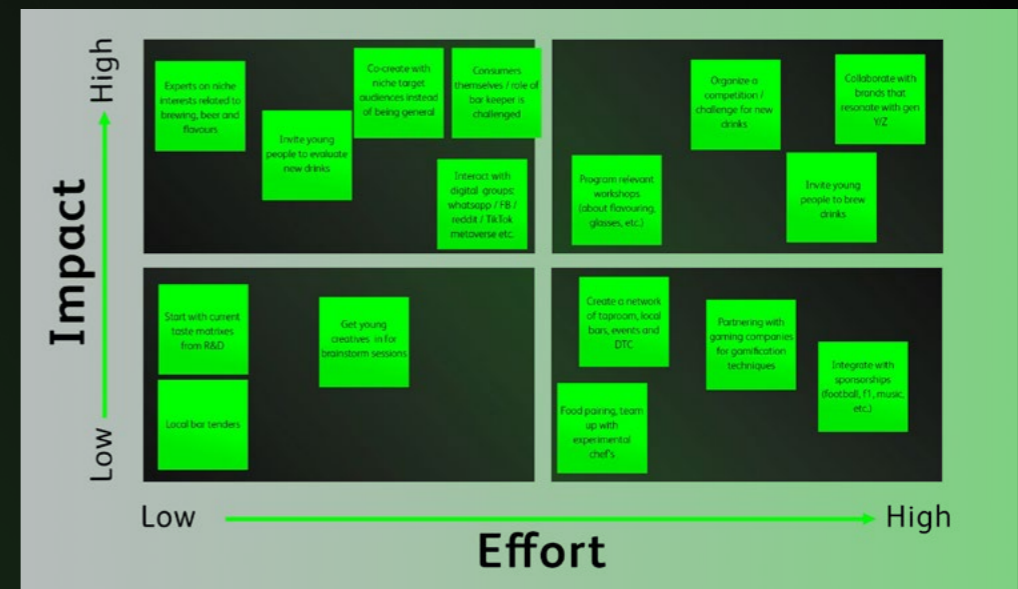 High
Impact
Low
Experts on niche
interests related to
brewing, beer and
flavours
Invite young
people to evaluate
new drinks
Co-create with
niche target
audiences instead
of being general
Consumers
themselves / role of
bar keeper is
challenged
Interact with
digital groups:
whatsapp / FB /
reddit / TikTok
metaverse etc.
Program relevant
workshops
(about flavouring,
glasses, etc.)
Organize a
competition /
challenge for new
drinks
Collaborate with
brands that
resonate with gen
Y/Z
Invite young
people to brew
drinks
Start with current
taste matrixes
from R&D
Local bar tenders
Get young
creatives in for
brainstorm sessions
Create a network
of taproom, local
bars, events and
DTC
Food pairing, team
up with
experimental
chef's
Partnering with
gaming companies
for gamification
techniques
Integrate with
sponsorships
(football, f1, music,
etc.)
Low
High
Effort